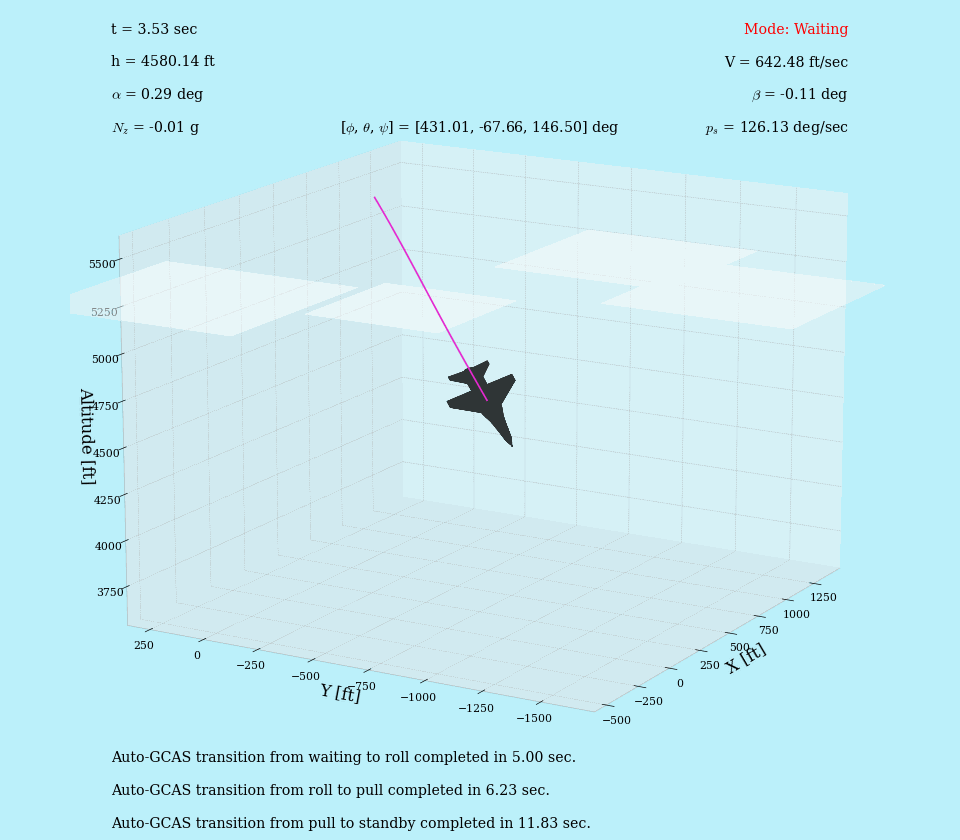 t = 3.53 sec
Mode: Waiting
h = 4580.14 ft
V = 642.48 ft/sec
α = 0.29 deg
β = -0.11 deg
N_z = -0.01 g
[ϕ, θ, ψ] = [431.01, -67.66, 146.50] deg
p_s = 126.13 deg/sec
5500
5250
5000
4750
4500
4250
4000
3750
Altitude [ft]
250
0
−250
−500
−750
−1000
−1250
−1500
Y [ft]
−500
−250
0
250
500
750
1000
1250
X [ft]
Auto-GCAS transition from waiting to roll completed in 5.00 sec.
Auto-GCAS transition from roll to pull completed in 6.23 sec.
Auto-GCAS transition from pull to standby completed in 11.83 sec.